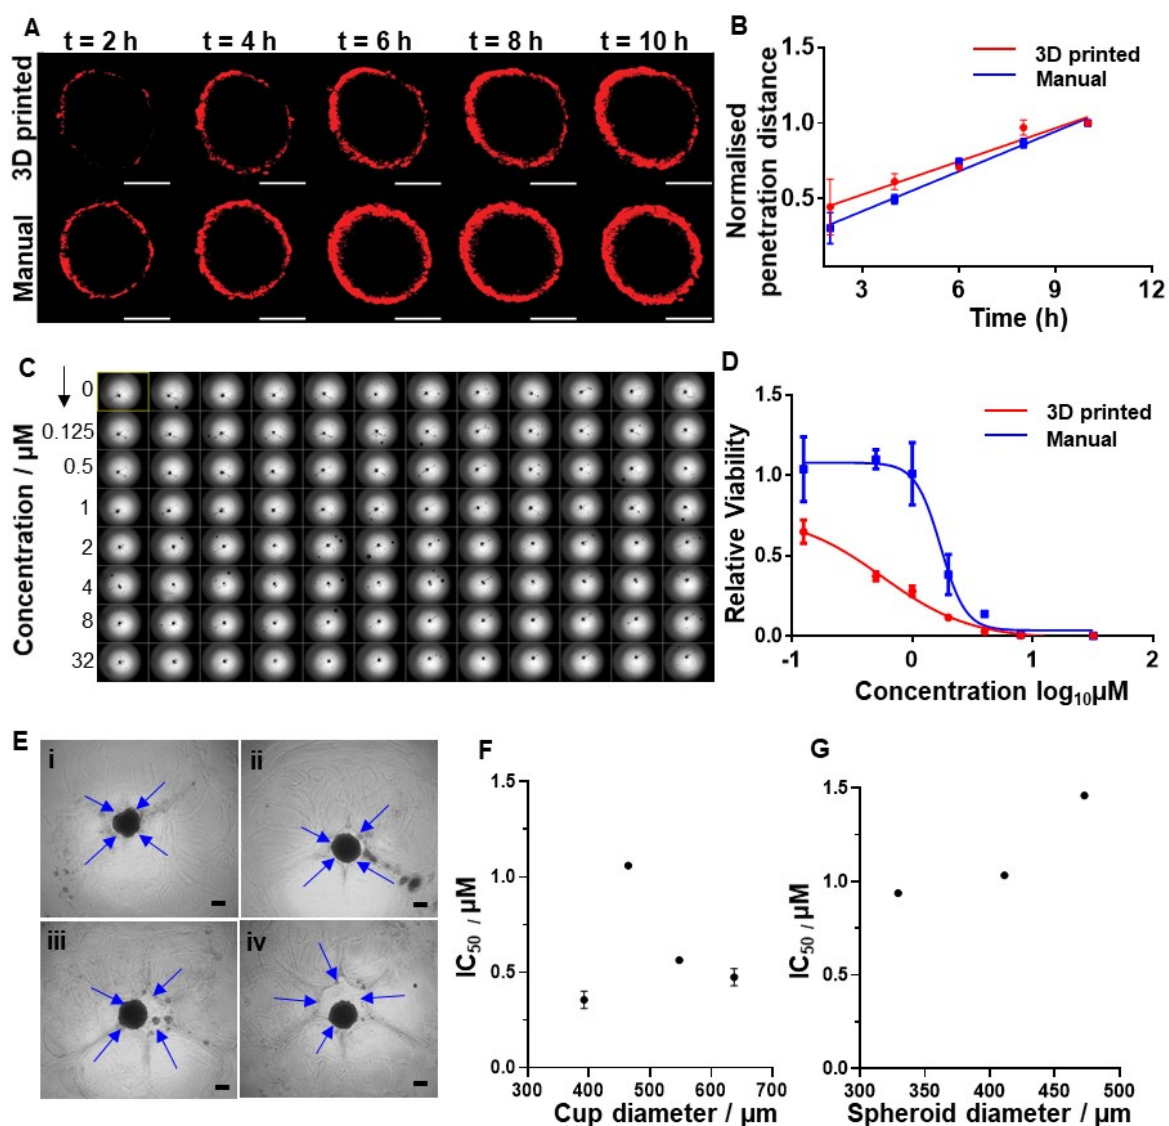 A
t = 2 h t = 4 h t = 6 h t = 8 h t = 10 h
3D printed
Manual
B
Normalised
penetration distance
1.5
1.0
0.5
3 6 9 12
Time (h)
3D printed
Manual
C
Concentration / µM
0
0.125
0.5
1
2
4
8
32
D
Relative Viability
1.5
1.0
0.5
0.0
-1 0 1 2
Concentration log₁₀µM
3D printed
Manual
E
i
ii
iii
iv
F
IC₅₀ / µM
1.5
1.0
0.5
0.0
300 400 500 600 700
Cup diameter / µm
G
IC₅₀ / µM
1.5
1.0
0.5
0.0
300 350 400 450 500
Spheroid diameter / µm